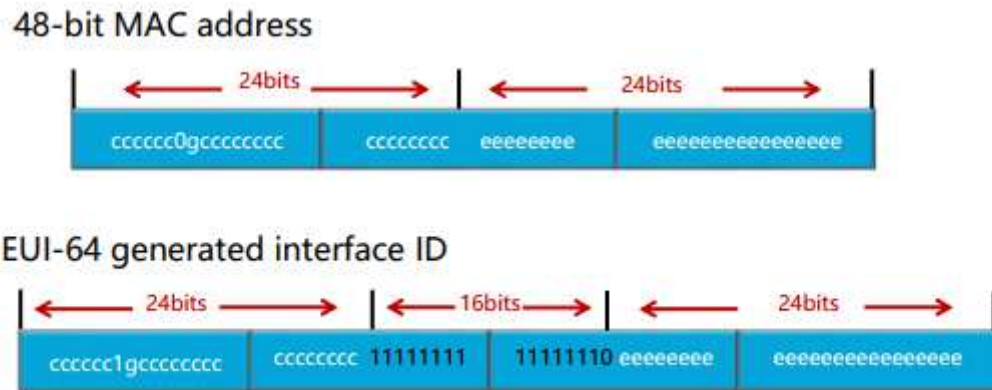 48-bit MAC address
24bits 24bits
cccccc0gcccccccc cccccccc eeeeeeee eeeeeeeeeeeeeeee
EUI-64 generated interface ID
24bits 16bits 24bits
cccccc1gcccccccc cccccccc 11111111 11111110 eeeeeeee eeeeeeeeeeeeeeee